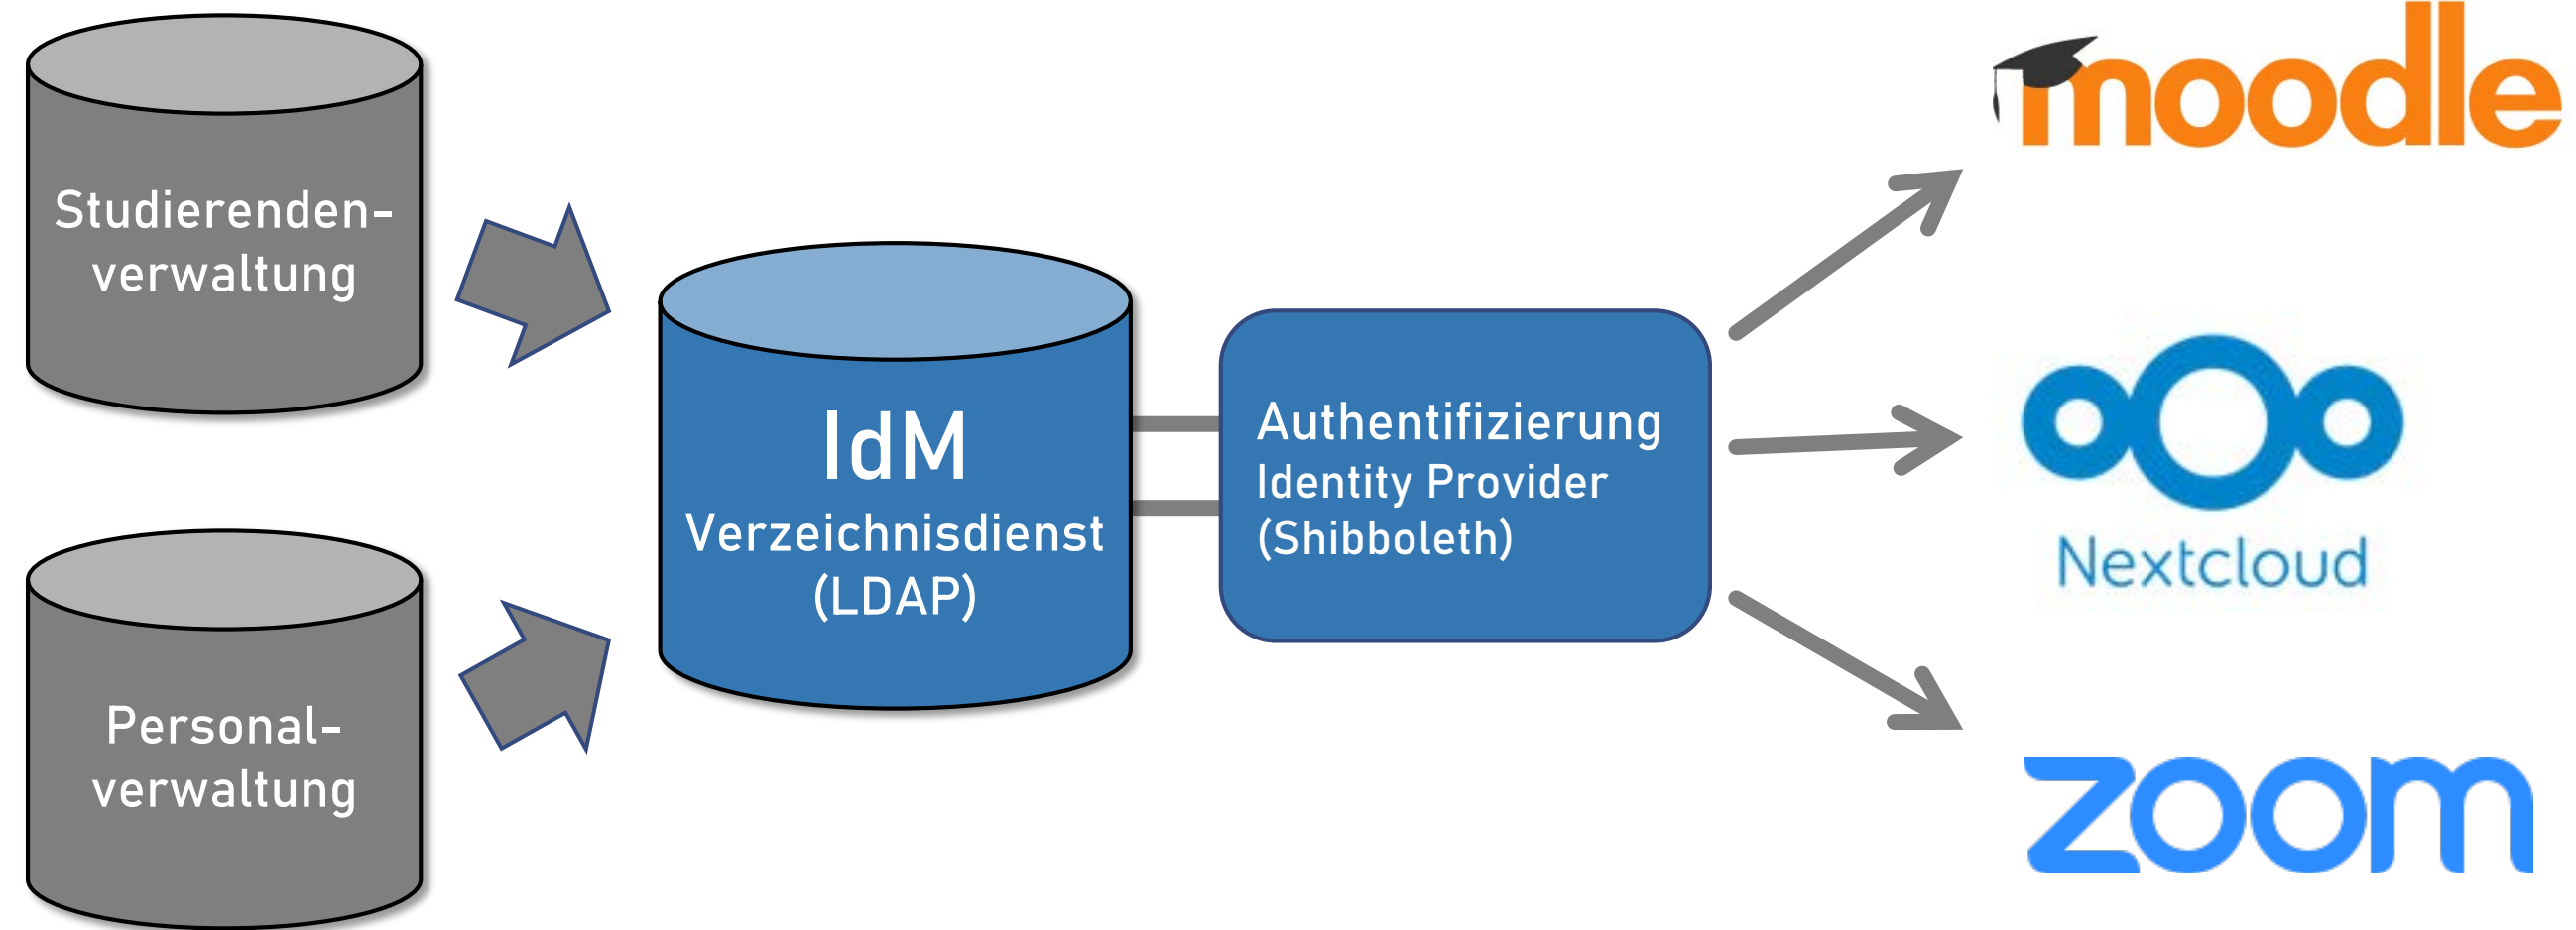 Studierenden-
verwaltung
Personal-
verwaltung
IdM
Verzeichnisdienst
(LDAP)
Authentifizierung
Identity Provider
(Shibboleth)
moodle
Nextcloud
zoom